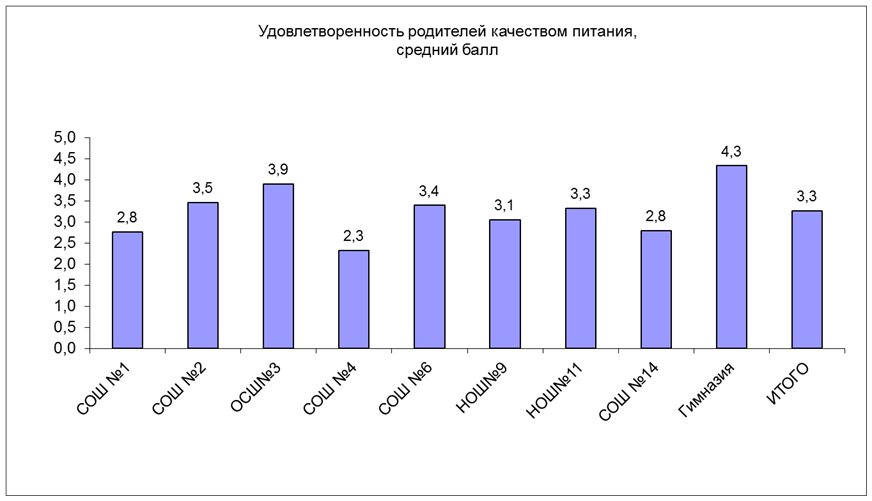 Удовлетворенность родителей качеством питания,
средний балл
5,0
4,5
4,0
3,5
3,0
2,5
2,0
1,5
1,0
0,5
0,0
2,8
3,5
3,9
2,3
3,4
3,1
3,3
2,8
4,3
3,3
СОШ №1
СОШ №2
ОСШ№3
СОШ №4
СОШ №6
НОШ№9
НОШ№11
СОШ №14
Гимназия
ИТОГО